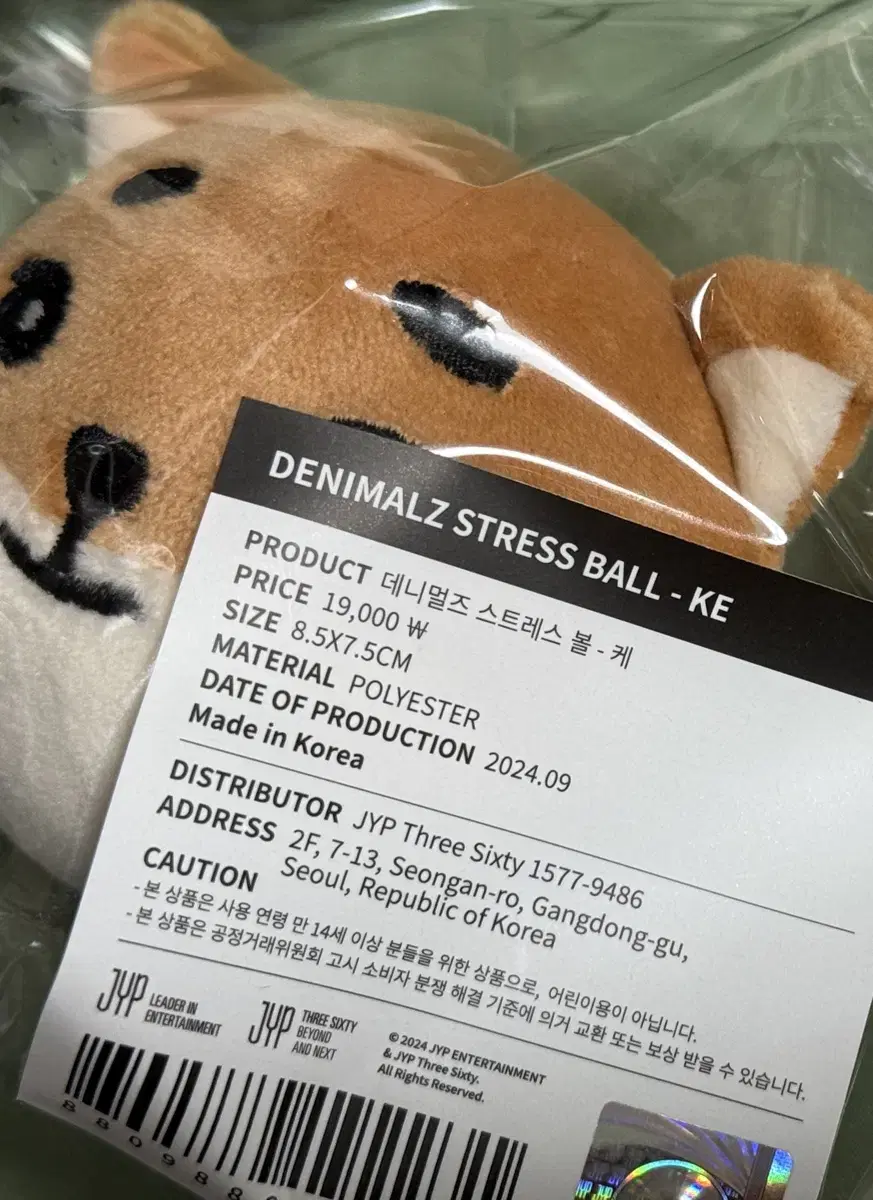 DENIMALZ STRESS BALL - KE
PRODUCT 데니멀즈 스트레스 볼 - 케
PRICE 19,000 ₩
SIZE 8.5X7.5CM
MATERIAL POLYESTER
DATE OF PRODUCTION 2024.09
Made in Korea
DISTRIBUTOR JYP Three Sixty 1577-9486
ADDRESS 2F, 7-13, Seongan-ro, Gangdong-gu,
Seoul, Republic of Korea
CAUTION
- 본 상품은 사용 연령 만 14세 이상 분들을 위한 상품으로, 어린이용이 아닙니다.
- 본 상품은 공정거래위원회 고시 소비자 분쟁 해결 기준에 의거 교환 또는 보상 받을 수 있습니다.
JYP LEADER IN
ENTERTAINMENT
JYP THREE SIXTY
BEYOND
AND NEXT
© 2024 JYP ENTERTAINMENT
& JYP Three Sixty.
All Rights Reserved.
8 8 0 9 8 8